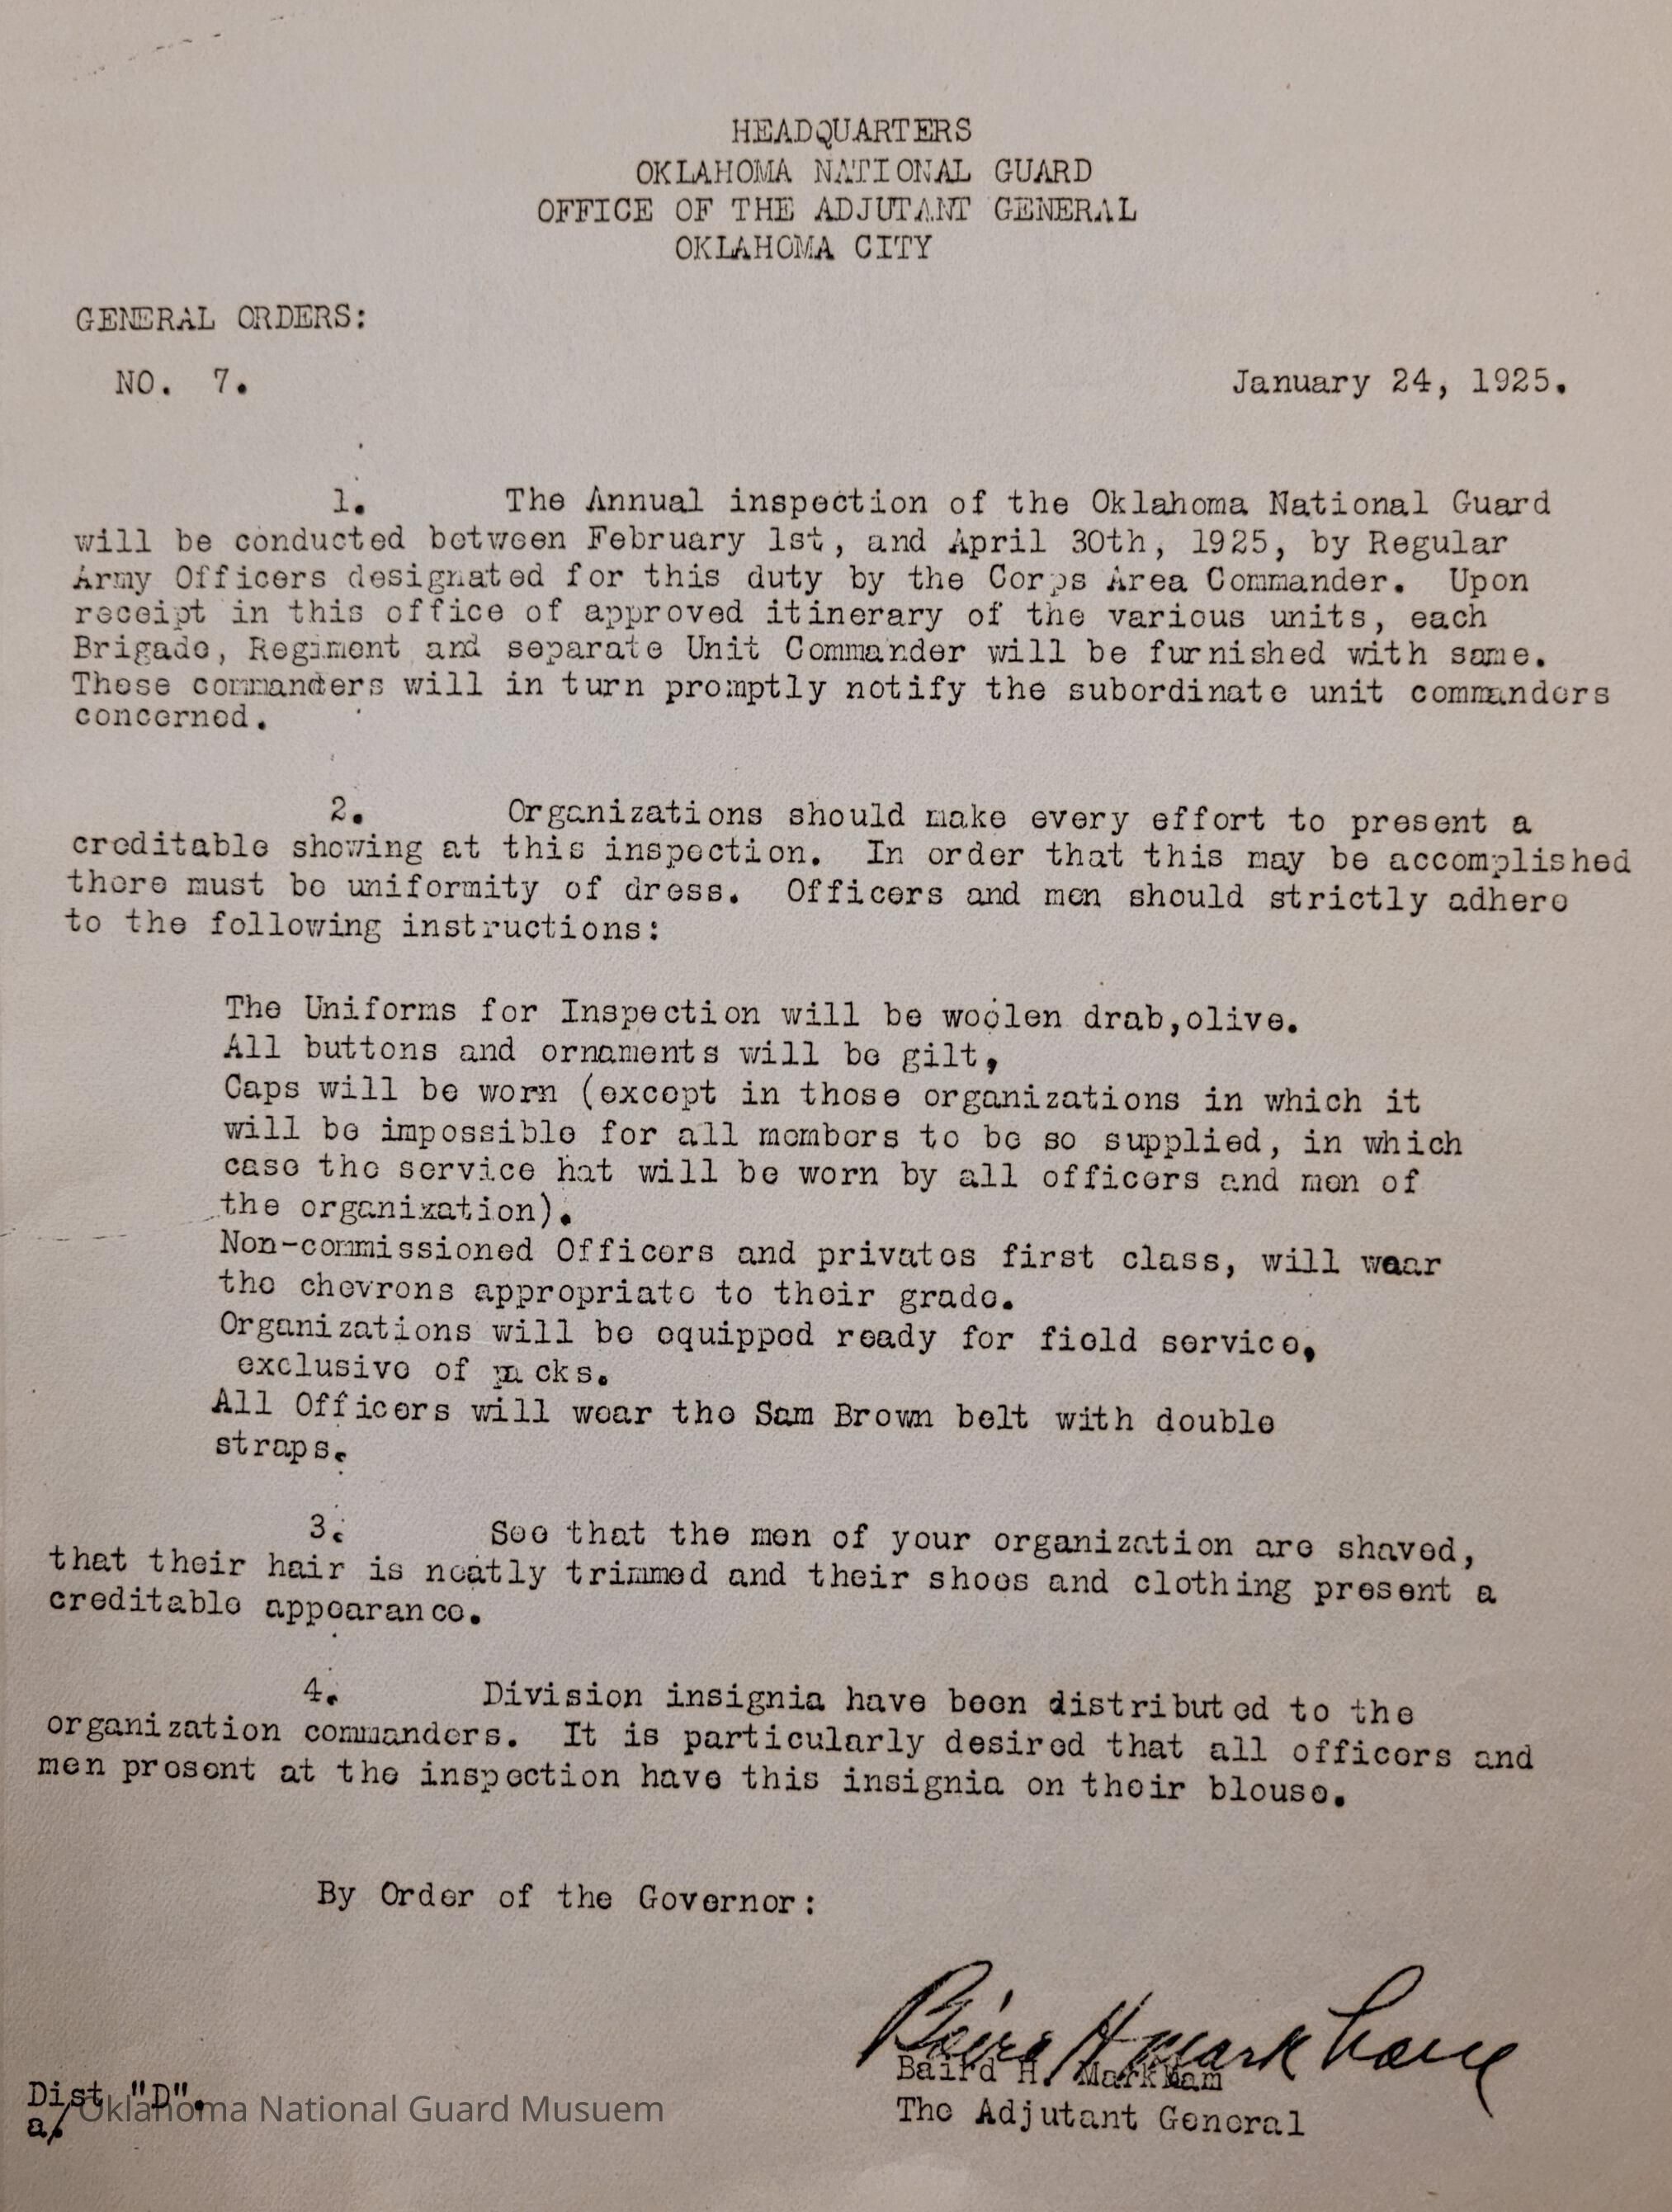 HEADQUARTERS
OKLAHOMA NATIONAL GUARD
OFFICE OF THE ADJUTANT GENERAL
OKLAHOMA CITY
GENERAL ORDERS:
NO. 7. January 24, 1925.
1. The Annual inspection of the Oklahoma National Guard
will be conducted between February 1st, and April 30th, 1925, by Regular
Army Officers designated for this duty by the Corps Area Commander. Upon
receipt in this office of approved itinerary of the various units, each
Brigade, Regiment and separate Unit Commander will be furnished with same.
These commanders will in turn promptly notify the subordinate unit commanders
concerned.
2. Organizations should make every effort to present a
creditable showing at this inspection. In order that this may be accomplished
there must be uniformity of dress. Officers and men should strictly adhere
to the following instructions:
The Uniforms for Inspection will be woolen drab,olive.
All buttons and ornaments will be gilt,
Caps will be worn (except in those organizations in which it
will be impossible for all members to be so supplied, in which
case the service hat will be worn by all officers and men of
the organization).
Non-commissioned Officers and privates first class, will wear
the chevrons appropriate to their grade.
Organizations will be equipped ready for field service,
exclusive of packs.
All Officers will wear the Sam Brown belt with double
straps.
3. See that the men of your organization are shaved,
that their hair is neatly trimmed and their shoes and clothing present a
creditable appearance.
4. Division insignia have been distributed to the
organization commanders. It is particularly desired that all officers and
men present at the inspection have this insignia on their blouse.
By Order of the Governor:
Baird H Markham
Baird H. Markham
The Adjutant General
Dist. "D".
a/
Oklahoma National Guard Musuem